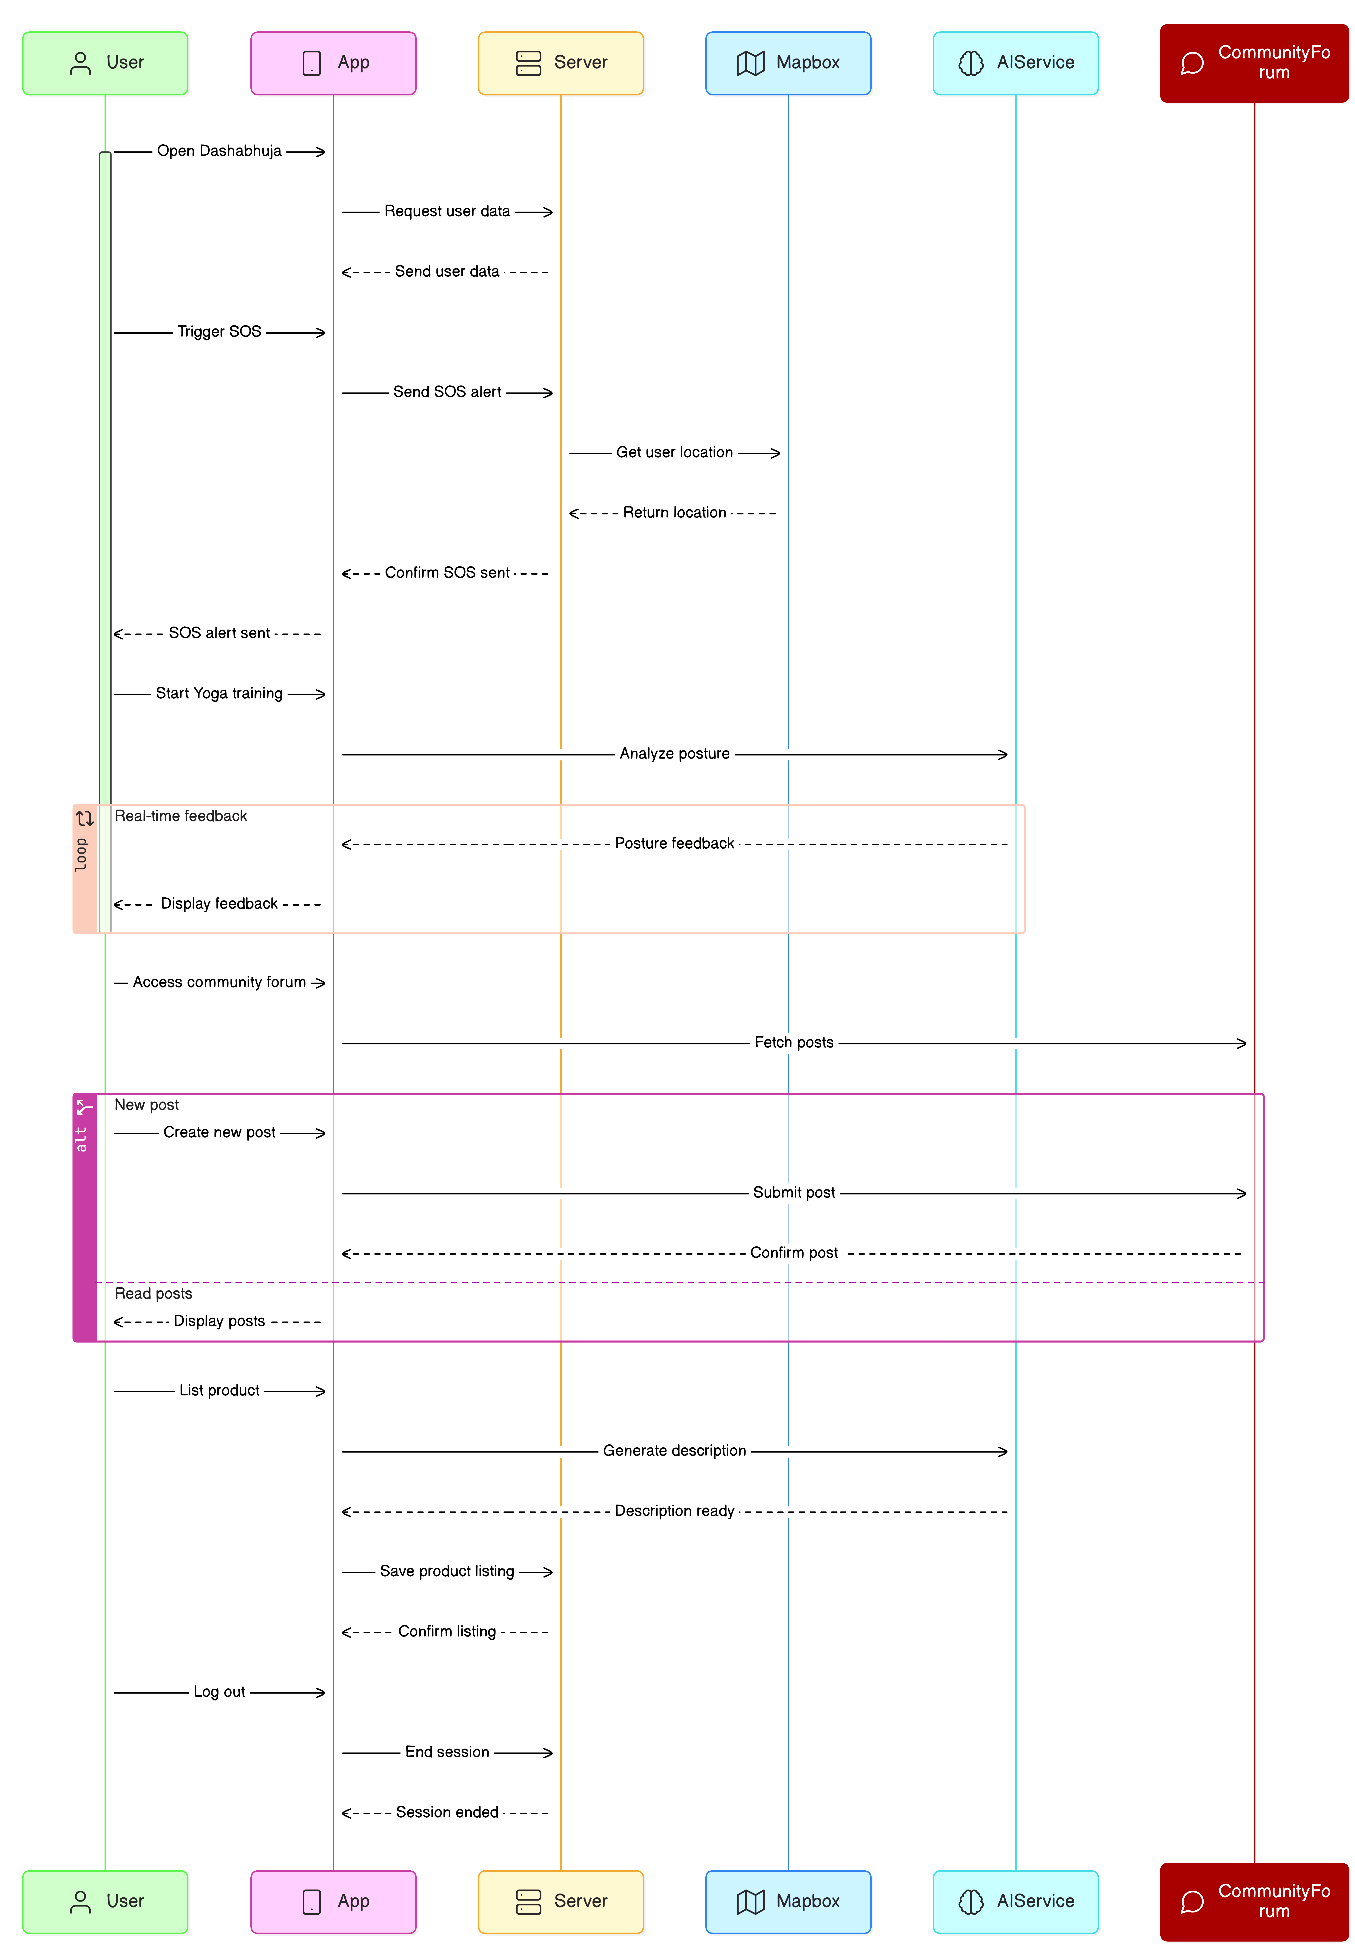 User
App
Server
Mapbox
AIService
CommunityFo
rum
Open Dashabhuja
Request user data
Send user data
Trigger SOS
Send SOS alert
Get user location
Return location
Confirm SOS sent
SOS alert sent
Start Yoga training
Analyze posture
loop
Real-time feedback
Posture feedback
Display feedback
Access community forum
Fetch posts
alt
New post
Create new post
Submit post
Confirm post
Read posts
Display posts
List product
Generate description
Description ready
Save product listing
Confirm listing
Log out
End session
Session ended
User
App
Server
Mapbox
AIService
CommunityFo
rum